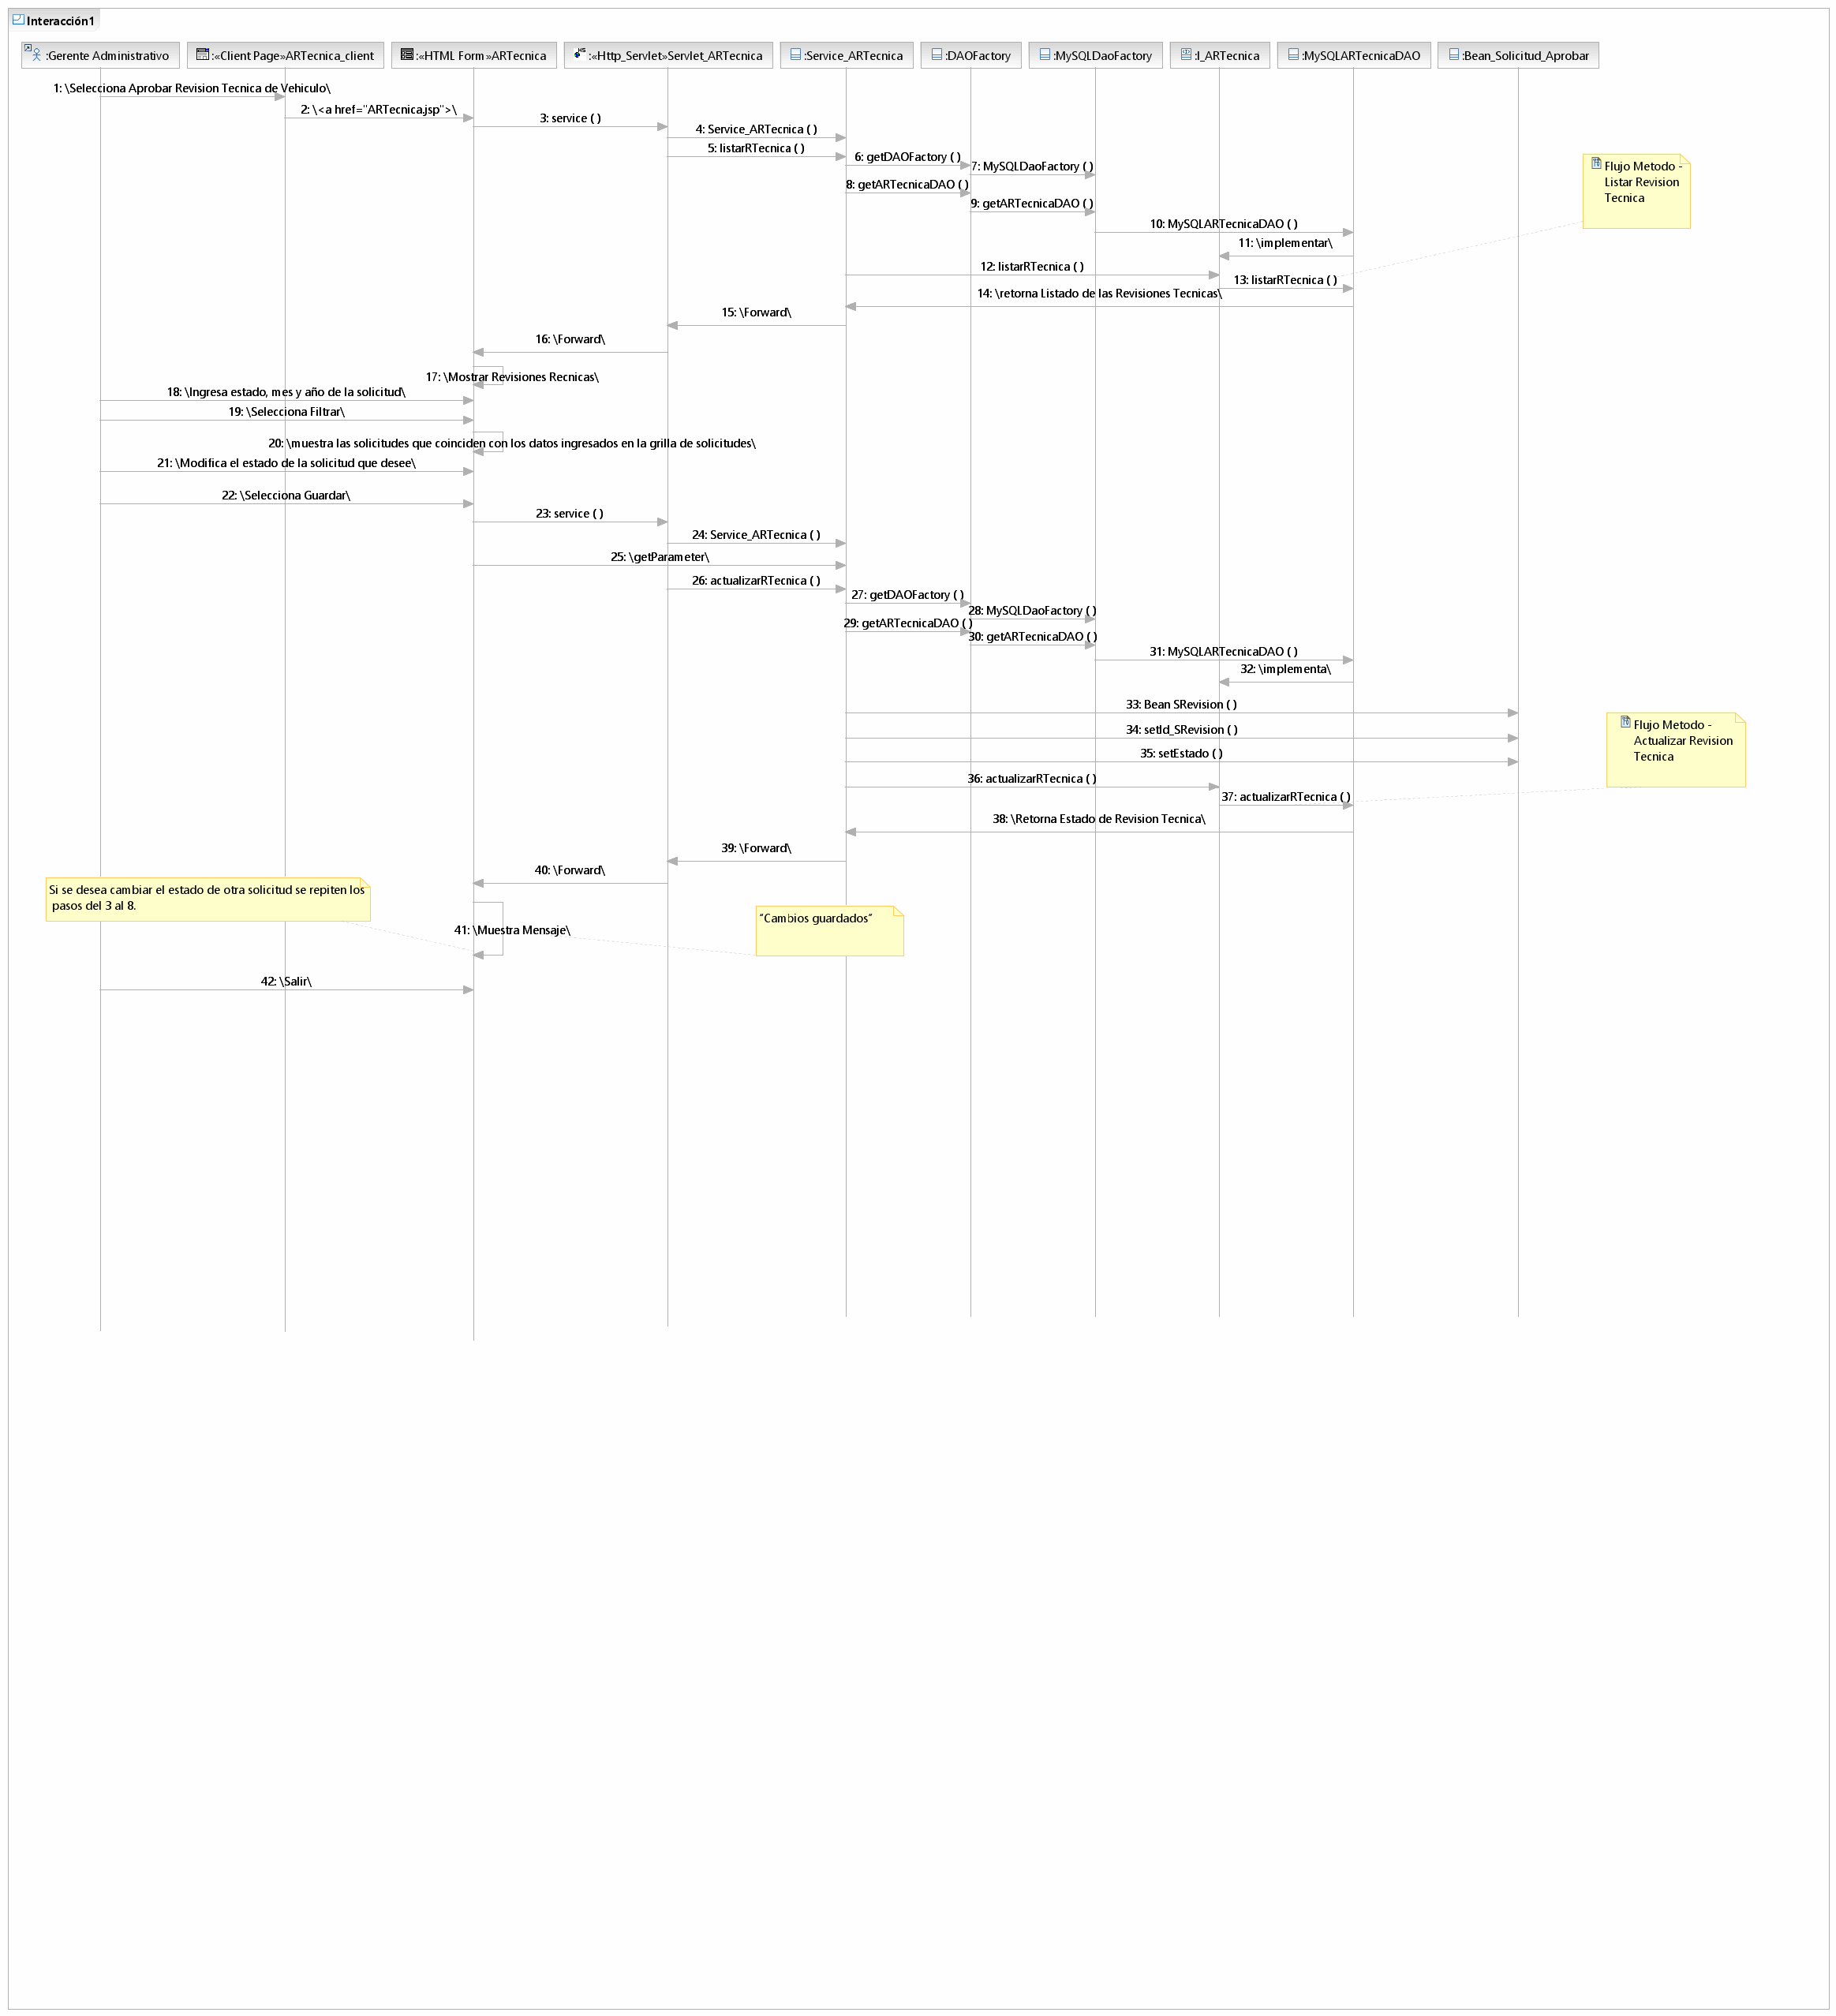 Interacción1
:Gerente Administrativo
:«Client Page»ARTecnica_client
:«HTML Form»ARTecnica
:«Http_Servlet»Servlet_ARTecnica
:Service_ARTecnica
:DAOFactory
:MySQLDaoFactory
:I_ARTecnica
:MySQLARTecnicaDAO
:Bean_Solicitud_Aprobar
1: \Selecciona Aprobar Revision Tecnica de Vehiculo\
2: \<a href="ARTecnica.jsp">\
3: service ( )
4: Service_ARTecnica ( )
5: listarRTecnica ( )
6: getDAOFactory ( )
7: MySQLDaoFactory ( )
Flujo Metodo -
Listar Revision
Tecnica
8: getARTecnicaDAO ( )
9: getARTecnicaDAO ( )
10: MySQLARTecnicaDAO ( )
11: \implementar\
12: listarRTecnica ( )
13: listarRTecnica ( )
14: \retorna Listado de las Revisiones Tecnicas\
15: \Forward\
16: \Forward\
17: \Mostrar Revisiones Recnicas\
18: \Ingresa estado, mes y año de la solicitud\
19: \Selecciona Filtrar\
20: \muestra las solicitudes que coinciden con los datos ingresados en la grilla de solicitudes\
21: \Modifica el estado de la solicitud que desee\
22: \Selecciona Guardar\
23: service ( )
24: Service_ARTecnica ( )
25: \getParameter\
26: actualizarRTecnica ( )
27: getDAOFactory ( )
28: MySQLDaoFactory ( )
29: getARTecnicaDAO ( )
30: getARTecnicaDAO ( )
31: MySQLARTecnicaDAO ( )
32: \implementa\
33: Bean SRevision ( )
34: setId_SRevision ( )
35: setEstado ( )
Flujo Metodo -
Actualizar Revision
Tecnica
36: actualizarRTecnica ( )
37: actualizarRTecnica ( )
38: \Retorna Estado de Revision Tecnica\
39: \Forward\
40: \Forward\
Si se desea cambiar el estado de otra solicitud se repiten los
pasos del 3 al 8.
"Cambios guardados"
41: \Muestra Mensaje\
42: \Salir\